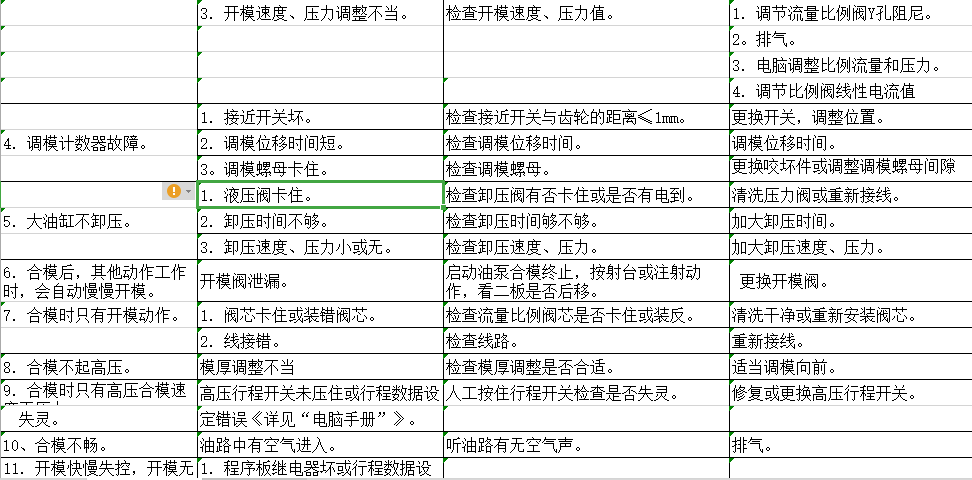 3. 开模速度、压力调整不当。 检查开模速度、压力值。 1. 调节流量比例阀Y孔阻尼。
2。排气。
3. 电脑调整比例流量和压力。
4. 调节比例阀线性电流值
1. 接近开关坏。 检查接近开关与齿轮的距离≤1mm。 更换开关，调整位置。
4. 调模计数器故障。 2. 调模位移时间短。 检查调模位移时间。 调模位移时间。
3。调模螺母卡住。 检查调模螺母。 更换咬坏件或调整调模螺母间隙
1. 液压阀卡住。 检查卸压阀有否卡住或是否有电到。 清洗压力阀或重新接线。
5. 大油缸不卸压。 2. 卸压时间不够。 检查卸压时间够不够。 加大卸压时间。
3. 卸压速度、压力小或无。 检查卸压速度、压力。 加大卸压速度、压力。
6. 合模后，其他动作工作
时，会自动慢慢开模。 开模阀泄漏。 启动油泵合模终止，按射台或注射动
作，看二板是否后移。 更换开模阀。
7. 合模时只有开模动作。 1. 阀芯卡住或装错阀芯。 检查流量比例阀芯是否卡住或装反。 清洗干净或重新安装阀芯。
2. 线接错。 检查线路。 重新接线。
8. 合模不起高压。 模厚调整不当 检查模厚调整是否合适。 适当调模向前。
9. 合模时只有高压合模速 高压行程开关未压住或行程数据设 人工按住行程开关检查是否失灵。 修复或更换高压行程开关。
失灵。 定错误《详见“电脑手册”》。
10、合模不畅。 油路中有空气进入。 听油路有无空气声。 排气。
11. 开模快慢失控，开模无 1. 程序板继电器坏或行程数据设